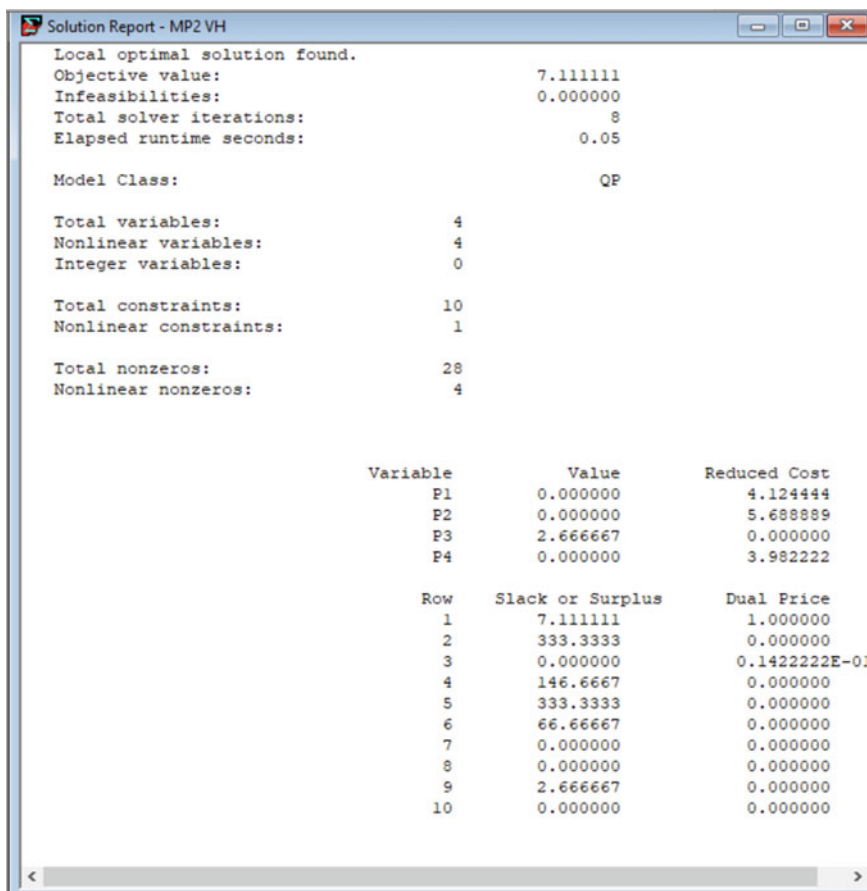 Solution Report - MP2 VH
Local optimal solution found.
Objective value: 7.111111
Infeasibilities: 0.000000
Total solver iterations: 8
Elapsed runtime seconds: 0.05
Model Class: QP
Total variables: 4
Nonlinear variables: 4
Integer variables: 0
Total constraints: 10
Nonlinear constraints: 1
Total nonzeros: 28
Nonlinear nonzeros: 4
Variable Value Reduced Cost
P1 0.000000 4.124444
P2 0.000000 5.688889
P3 2.666667 0.000000
P4 0.000000 3.982222
Row Slack or Surplus Dual Price
1 7.111111 1.000000
2 333.3333 0.000000
3 0.000000 0.1422222E-01
4 146.6667 0.000000
5 333.3333 0.000000
6 66.66667 0.000000
7 0.000000 0.000000
8 0.000000 0.000000
9 2.666667 0.000000
10 0.000000 0.000000